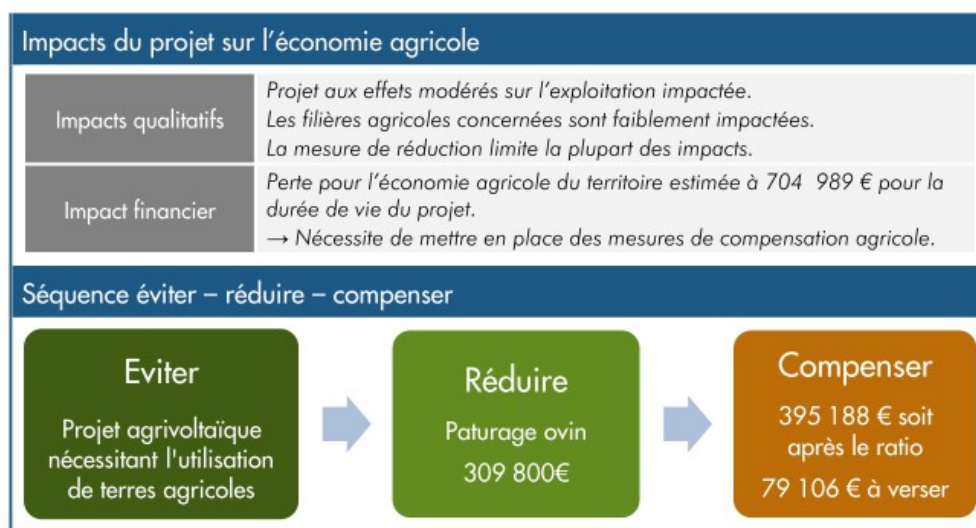 Impacts du projet sur l'économie agricole
Impacts qualitatifs
Projet aux effets modérés sur l'exploitation impactée.
Les filières agricoles concernées sont faiblement impactées.
La mesure de réduction limite la plupart des impacts.
Impact financier
Perte pour l'économie agricole du territoire estimée à 704 989 € pour la
durée de vie du projet.
→ Nécessite de mettre en place des mesures de compensation agricole.
Séquence éviter – réduire – compenser
Eviter
Projet agrivoltaïque
nécessitant l'utilisation
de terres agricoles
Réduire
Paturage ovin
309 800€
Compenser
395 188 € soit
après le ratio
79 106 € à verser